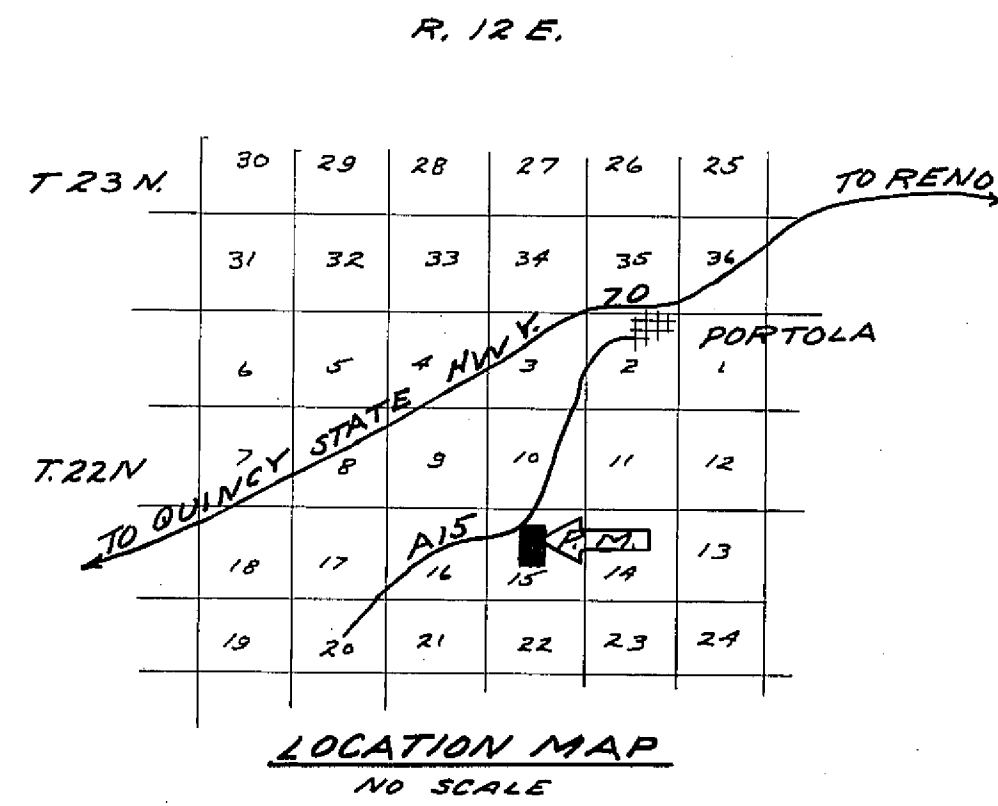 R. 12 E.
T 23 N.
30 29 28 27 26 25
TO RENO
31 32 33 34 35 36
70
PORTOLA
6 5 4 3 2 1
TO QUINCY STATE HWY.
T. 22 N
7 8 9 10 11 12
A15
P. M.
18 17 16 15 14 13
19 20 21 22 23 24
LOCATION MAP
NO SCALE